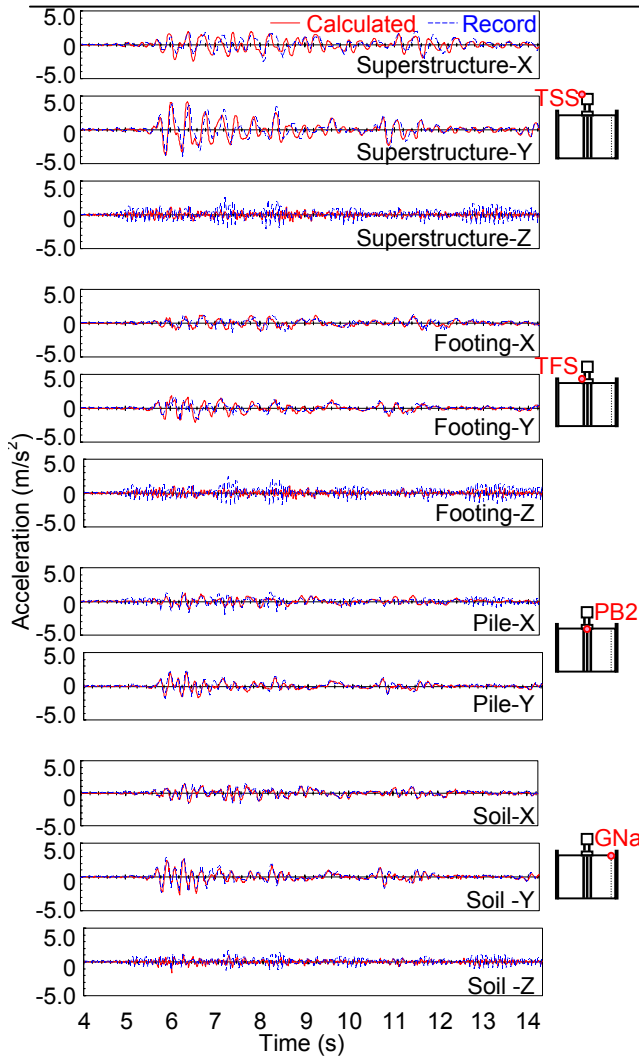 5.0
Calculated
Record
0
-5.0
Superstructure-X
TSS
5.0
0
-5.0
Superstructure-Y
5.0
0
-5.0
Superstructure-Z
5.0
0
-5.0
Footing-X
TFS
5.0
0
-5.0
Footing-Y
5.0
0
-5.0
Footing-Z
Acceleration (m/s²)
5.0
0
-5.0
Pile-X
PB2
5.0
0
-5.0
Pile-Y
5.0
0
-5.0
Soil-X
GNa
5.0
0
-5.0
Soil -Y
5.0
0
-5.0
Soil -Z
4 5 6 7 8 9 10 11 12 13 14
Time (s)